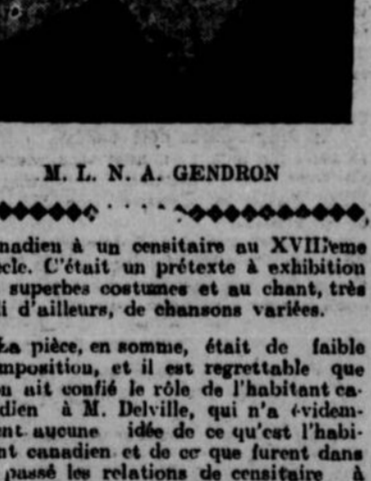 M. L. N. A. GENDRON
nadien à un censitaire au XVIIIeme
ècle. C'était un prétexte à exhibition
superbes costumes et au chant, très
i d'ailleurs, de chansons variées.
La pièce, en somme, était de faible
mposition, et il est regrettable que
n ait confié le rôle de l'habitant ca-
dien à M. Delville, qui n'a évidem-
ent aucune idée de ce qu'est l'habi-
nt canadien et de ce que furent dans
passé les relations de censitaire à